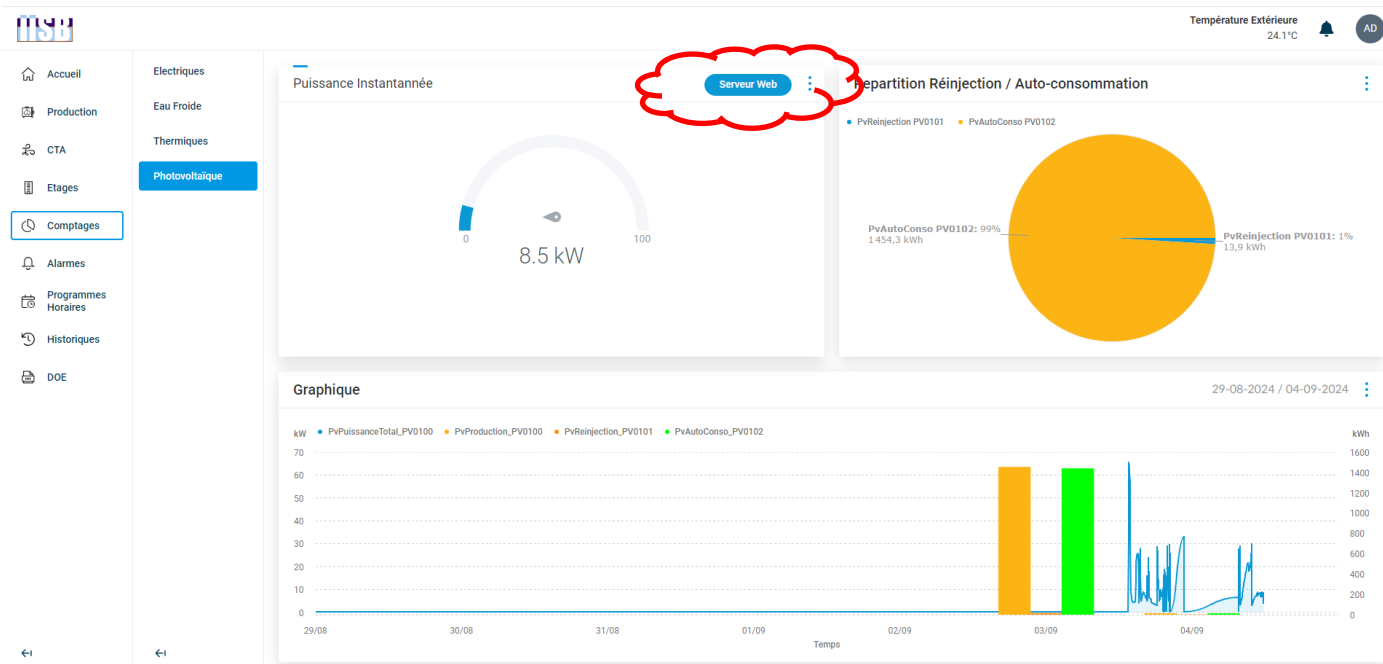 IISB
Température Extérieure
24.1°C
AD
Accueil
Production
CTA
Etages
Comptages
Alarmes
Programmes
Horaires
Historiques
DOE
Electriques
Eau Froide
Thermiques
Photovoltaïque
Puissance Instantannée
Serveur Web
0
100
8.5 kW
Repartition Réinjection / Auto-consommation
PvReinjection PV0101 PvAutoConso PV0102
PvAutoConso PV0102: 99%
1 454,3 kWh
PvReinjection PV0101: 1%
13,9 kWh
Graphique
29-08-2024 / 04-09-2024
kW PvPuissanceTotal_PV0100 PvProduction_PV0100 PvReinjection_PV0101 PvAutoConso_PV0102 kWh
70
60
50
40
30
20
10
0
1600
1400
1200
1000
800
600
400
200
0
29/08 30/08 31/08 01/09 02/09 03/09 04/09
Temps